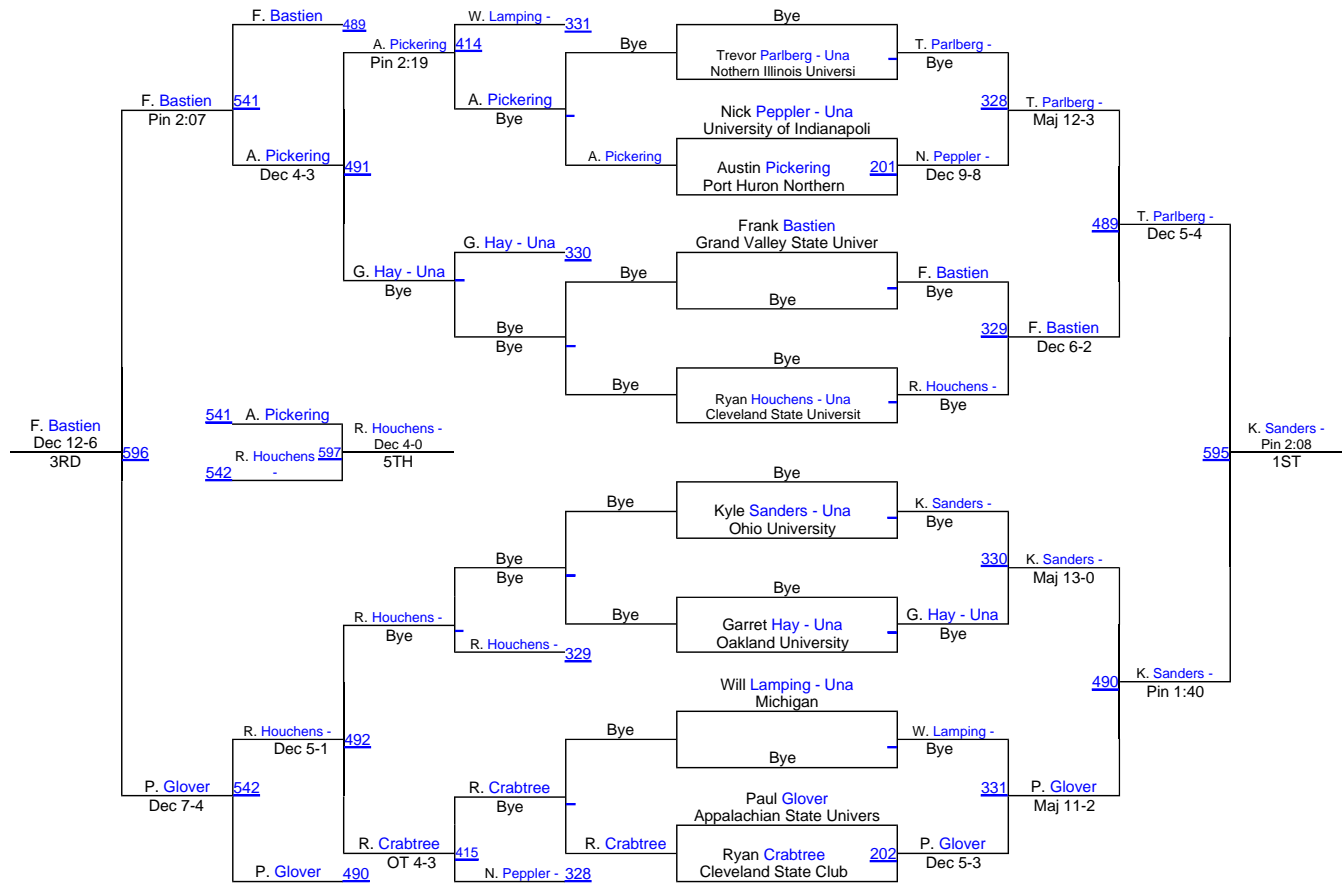 F. Bastien
489
W. Lamping -
331
Bye
A. Pickering
414
Pin 2:19
Bye
Trevor Parlberg - Una
Nothern Illinois Universi
T. Parlberg -
Bye
F. Bastien
541
Pin 2:07
A. Pickering
Bye
Nick Peppler - Una
University of Indianapoli
328
T. Parlberg -
Maj 12-3
A. Pickering
Dec 4-3
491
A. Pickering
Austin Pickering
Port Huron Northern
201
N. Peppler -
Dec 9-8
Frank Bastien
Grand Valley State Univer
489
T. Parlberg -
Dec 5-4
G. Hay - Una
330
G. Hay - Una
Bye
Bye
Bye
F. Bastien
Bye
Bye
Bye
329
F. Bastien
Dec 6-2
Bye
Bye
Ryan Houchens - Una
Cleveland State Universit
R. Houchens -
Bye
F. Bastien
Dec 12-6
3RD
596
541
A. Pickering
R. Houchens
-
542
597
R. Houchens -
Dec 4-0
5TH
595
K. Sanders -
Pin 2:08
1ST
Bye
Bye
Kyle Sanders - Una
Ohio University
K. Sanders -
Bye
Bye
Bye
330
K. Sanders -
Maj 13-0
Bye
R. Houchens -
Bye
Bye
Garret Hay - Una
Oakland University
G. Hay - Una
Bye
R. Houchens -
329
Will Lamping - Una
Michigan
490
K. Sanders -
Pin 1:40
R. Houchens -
Dec 5-1
492
Bye
Bye
W. Lamping -
Bye
P. Glover
Dec 7-4
542
R. Crabtree
Bye
Paul Glover
Appalachian State Univers
331
P. Glover
Maj 11-2
R. Crabtree
OT 4-3
415
R. Crabtree
Ryan Crabtree
Cleveland State Club
202
P. Glover
Dec 5-3
P. Glover
490
N. Peppler -
328